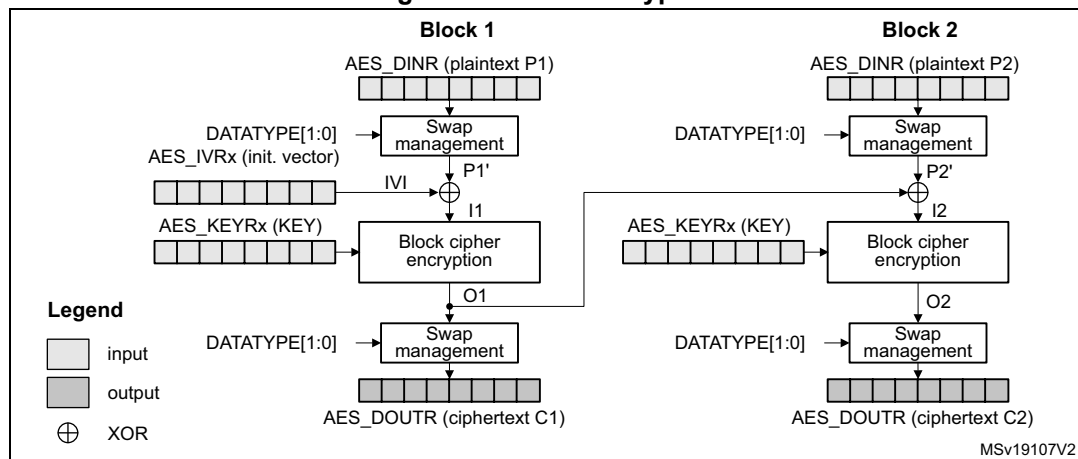 Block 1
Block 2
AES_DINR (plaintext P1)
AES_DINR (plaintext P2)
DATATYPE[1:0]
Swap
management
DATATYPE[1:0]
Swap
management
AES_IVRx (init. vector)
P1'
P2'
IVI
I1
I2
AES_KEYRx (KEY)
Block cipher
encryption
AES_KEYRx (KEY)
Block cipher
encryption
O1
O2
Legend
input
output
XOR
DATATYPE[1:0]
Swap
management
DATATYPE[1:0]
Swap
management
AES_DOUTR (ciphertext C1)
AES_DOUTR (ciphertext C2)
MSv19107V2